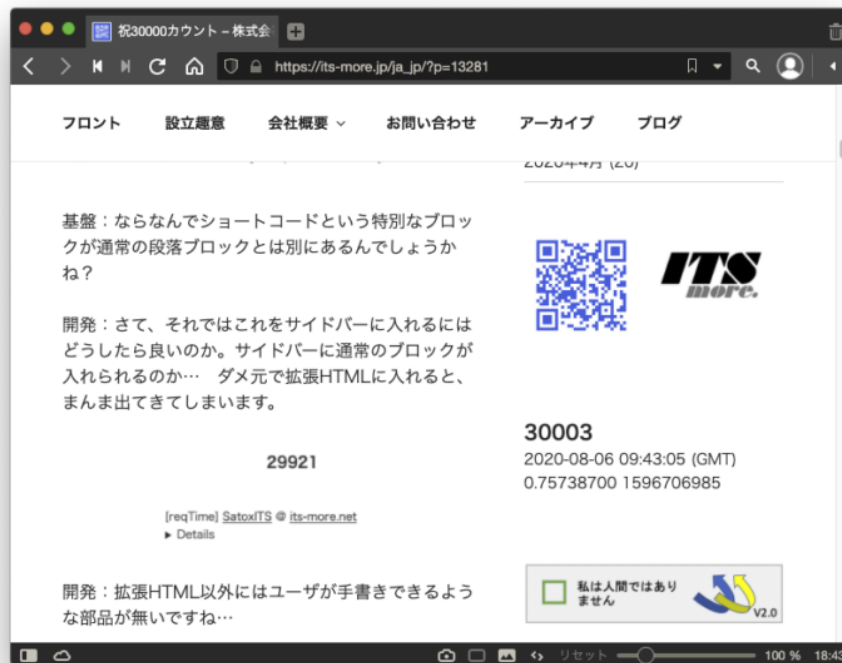 祝30000カウント – 株式会
https://its-more.jp/ja_jp/?p=13281
フロント 設立趣意 会社概要 お問い合わせ アーカイブ ブログ
基盤：ならなんでショートコードという特別なブロッ
クが通常の段落ブロックとは別にあるんでしょうか
ね？
開発：さて、それではこれをサイドバーに入れるには
どうしたら良いのか。サイドバーに通常のブロックが
入れられるのか… ダメ元で拡張HTMLに入れると、
まんま出てきてしまいます。
29921
[reqTime] SatoxITS @ its-more.net
▸ Details
開発：拡張HTML以外にはユーザが手書きできるよう
な部品が無いですね…
2020年4月 (20)
ITS
more.
30003
2020-08-06 09:43:05 (GMT)
0.75738700 1596706985
私は人間ではあり
ません
V2.0
リセット 100 % 18:43